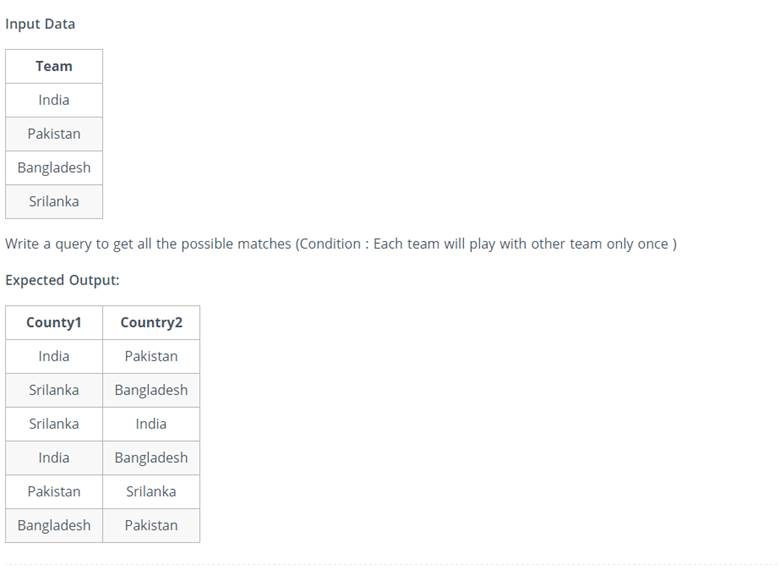 Input Data
Team
India
Pakistan
Bangladesh
Srilanka
Write a query to get all the possible matches (Condition : Each team will play with other team only once )
Expected Output:
County1 Country2
India Pakistan
Srilanka Bangladesh
Srilanka India
India Bangladesh
Pakistan Srilanka
Bangladesh Pakistan